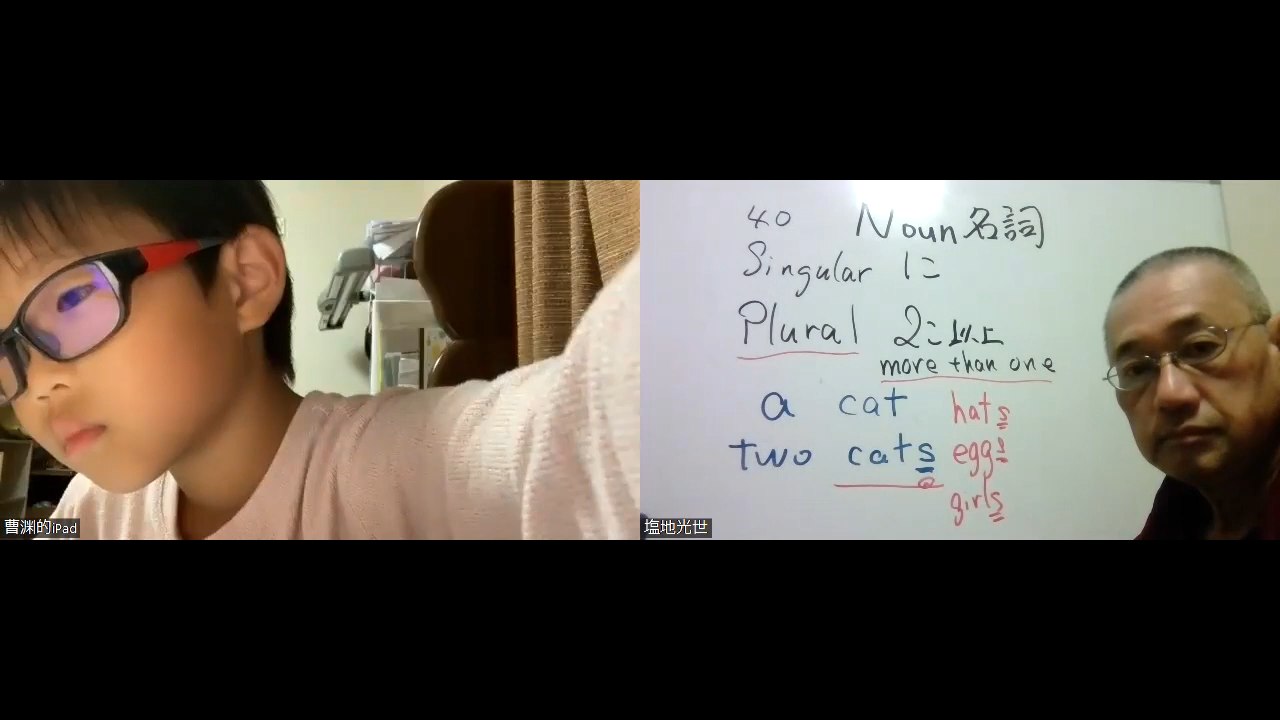 40 Noun 名詞
Singular 1こ
Plural 2こ以上
more than one
a cat hats
two cats eggs
girls
曹渊的iPad
塩地光世